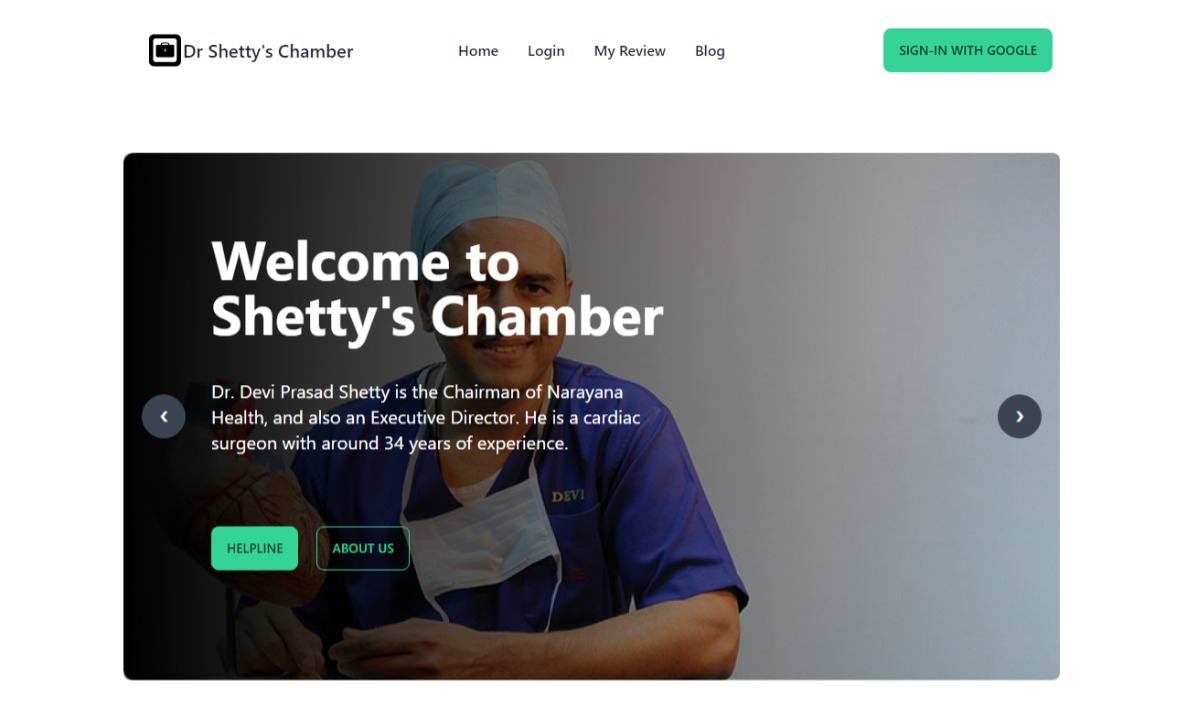 Dr Shetty's Chamber
Home
Login
My Review
Blog
SIGN-IN WITH GOOGLE
Welcome to
Shetty's Chamber
Dr. Devi Prasad Shetty is the Chairman of Narayana
Health, and also an Executive Director. He is a cardiac
surgeon with around 34 years of experience.
DEVI
HELPLINE
ABOUT US